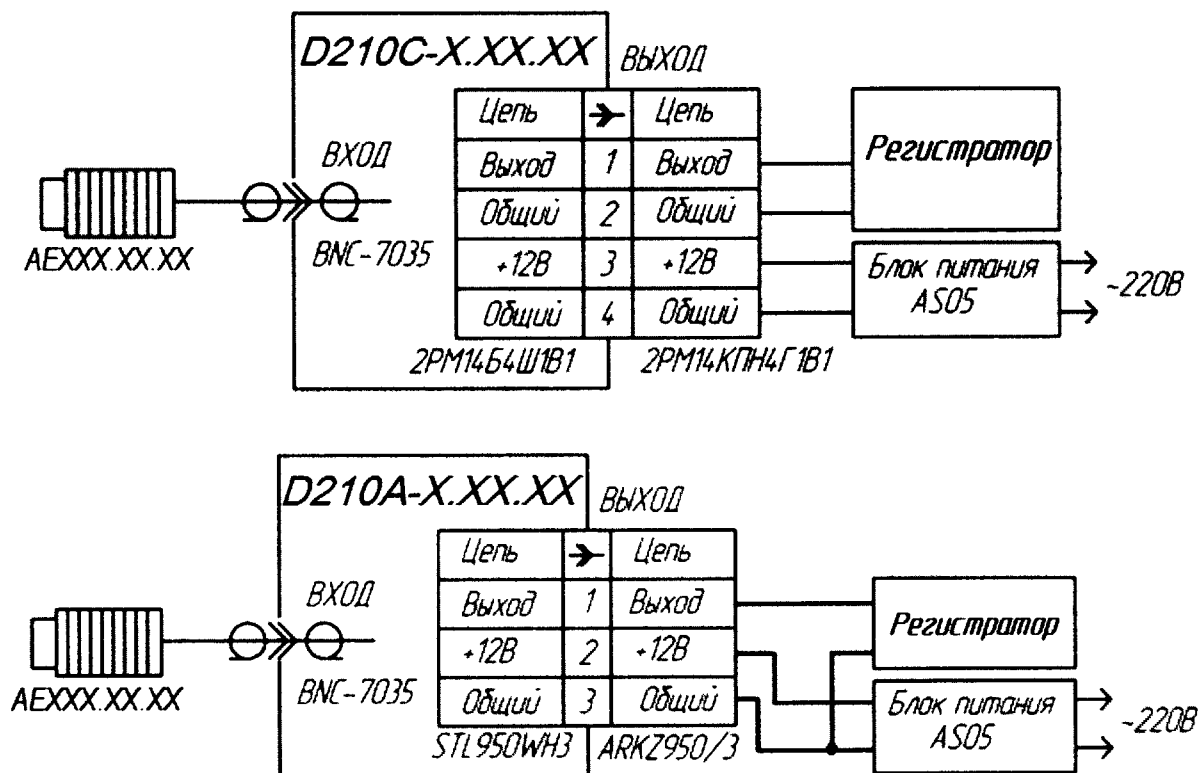 D210C-X.XX.XX
ВЫХОД
Цепь Цепь
ВХОД
Выход 1 Выход
Регистратор
Общий 2 Общий
AEXXX.XX.XX
BNC-7035
+12В 3 +12В
Блок питания
AS05
~220В
Общий 4 Общий
2РМ14Б4Ш1В1
2РМ14КПН4Г1В1
D210A-X.XX.XX
ВЫХОД
Цепь Цепь
ВХОД
Выход 1 Выход
Регистратор
+12В 2 +12В
AEXXX.XX.XX
BNC-7035
Общий 3 Общий
Блок питания
AS05
~220В
STL950WH3
ARKZ950/3